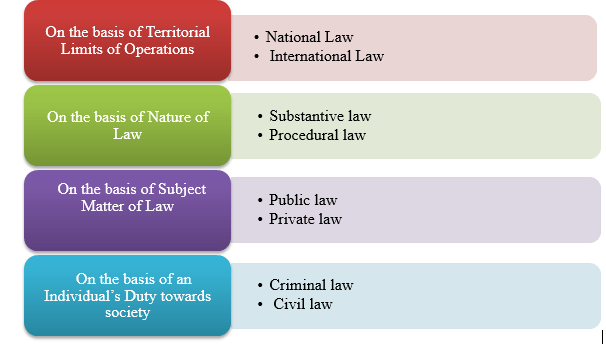 On the basis of Territorial
Limits of Operations
• National Law
• International Law
On the basis of Nature of
Law
• Substantive law
• Procedural law
On the basis of Subject
Matter of Law
• Public law
• Private law
On the basis of an
Individual’s Duty towards
society
• Criminal law
• Civil law